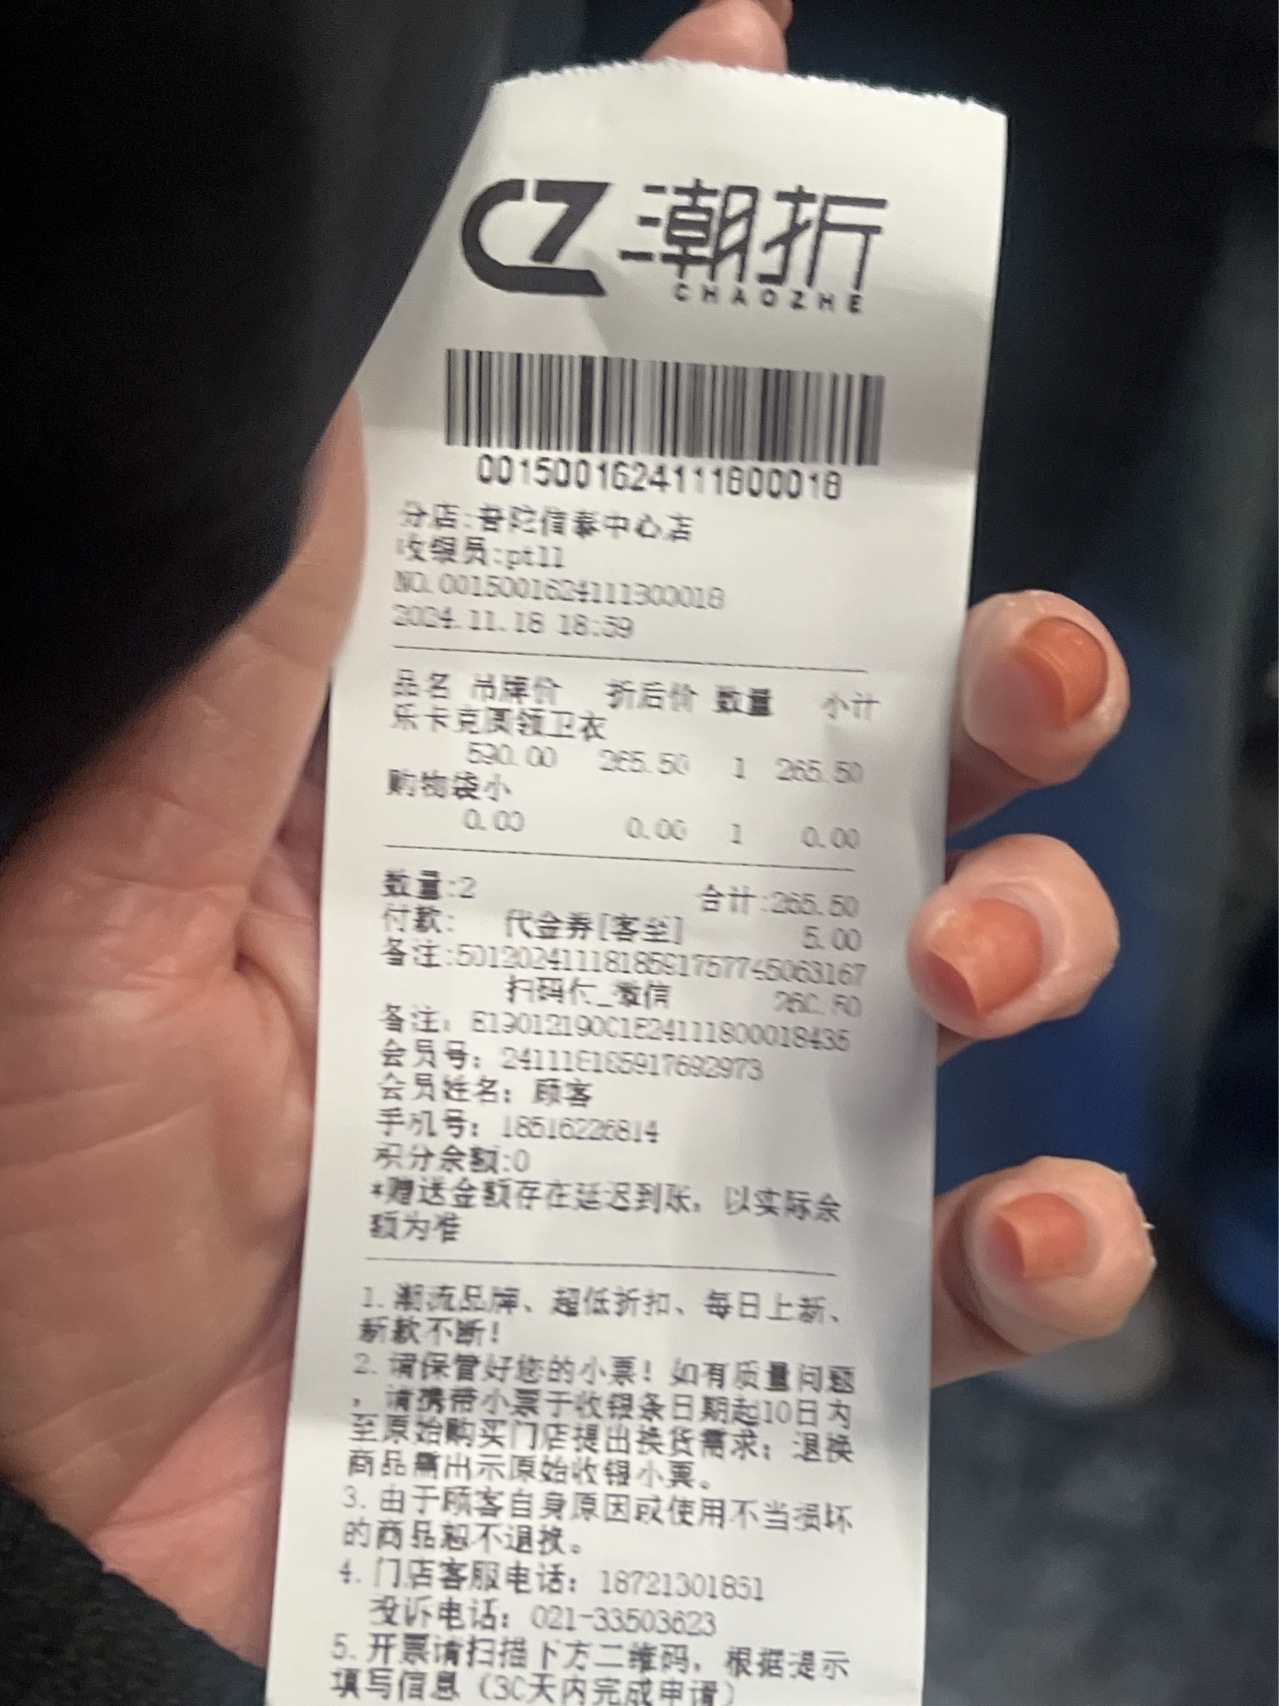 CZ 潮折
CHAOZHE
0015001624111800018
分店:普陀信泰中心店
收银员:pt11
NO.0015001624111800018
2024.11.18 18:59
品名 吊牌价 折后价 数量 小计
乐卡克圆领卫衣
590.00 265.50 1 265.50
购物袋小
0.00 0.00 1 0.00
数量:2 合计:265.50
付款: 代金券[客至] 5.00
备注:501202411181859175774506３167
扫码付_微信 260.50
备注: E19012190C1E24111800018435
会员号: 241118185917692973
会员姓名: 顾客
手机号: 18516226814
积分余额:0
*赠送金额存在延迟到账，以实际余
额为准
1. 潮流品牌、超低折扣、每日上新、
新款不断!
2. 请保管好您的小票! 如有质量问题
，请携带小票于收银条日期起10日内
至原始购买门店提出换货需求; 退换
商品需出示原始收银小票。
3. 由于顾客自身原因或使用不当损坏
的商品恕不退换。
4. 门店客服电话: 18721301851
投诉电话: 021-33503623
5. 开票请扫描下方二维码，根据提示
填写信息 (30天内完成申请)